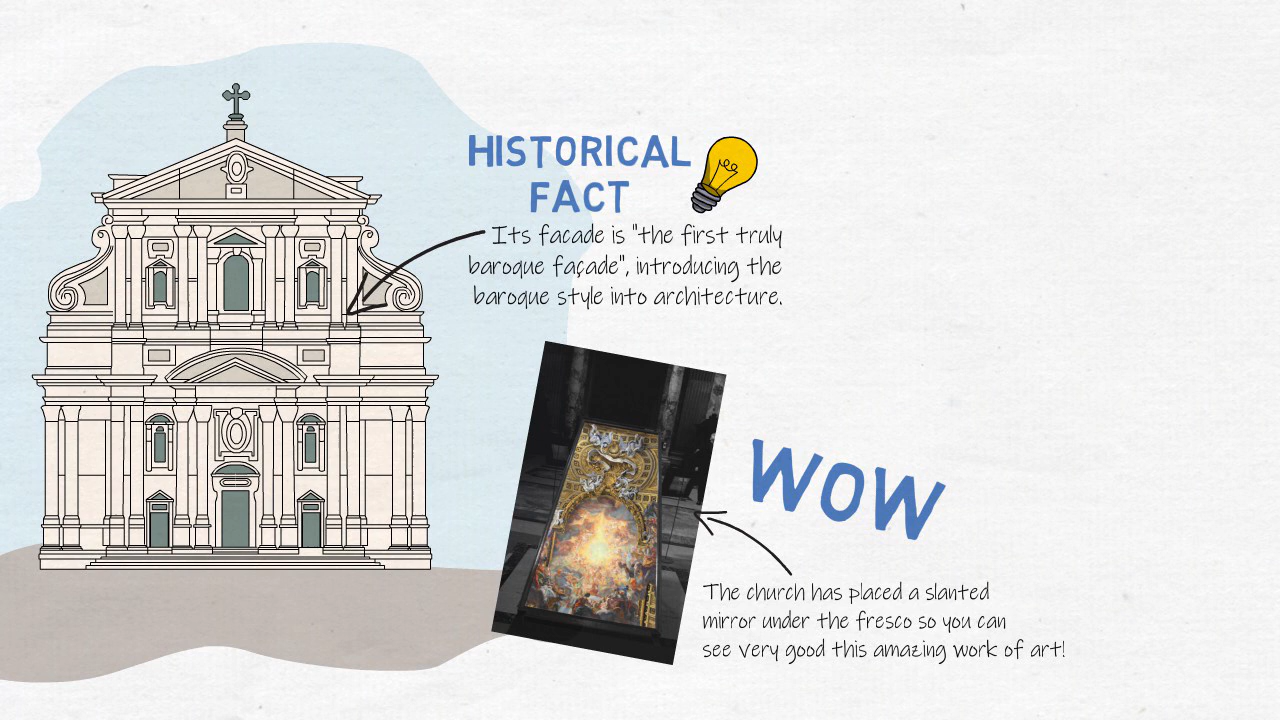 HISTORICAL
FACT
Its facade is "the first truly
baroque façade", introducing the
baroque style into architecture.
WOW
The church has placed a slanted
mirror under the fresco so you can
see very good this amazing work of art!